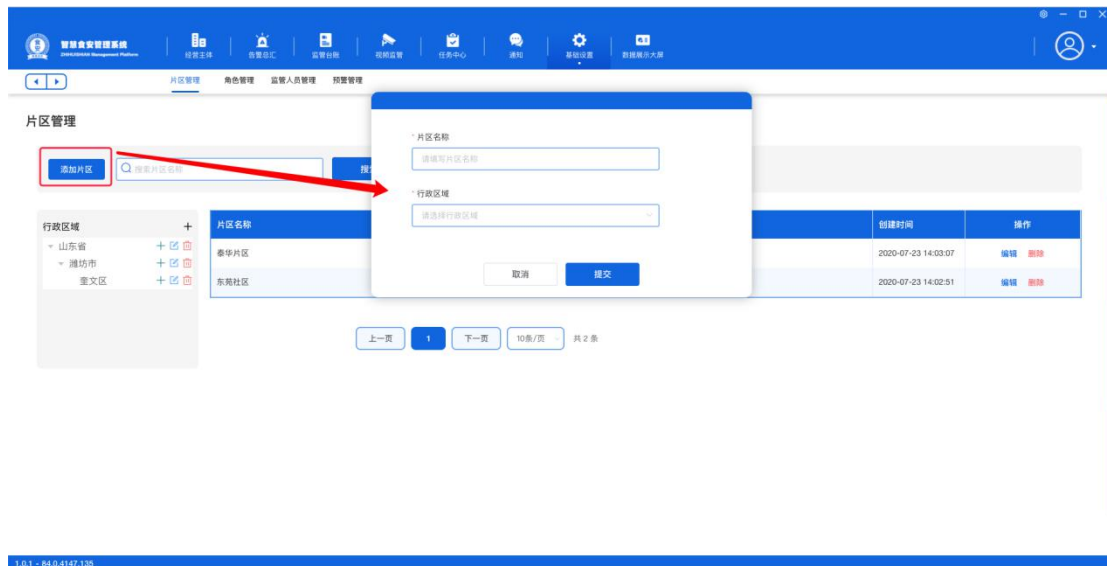 智慧食安管理系统
ZHIHUISHIAN Management Platform
经营主体
告警总汇
监管台账
视频监管
任务中心
通知
基础设置
数据展示大屏
片区管理
角色管理
监管人员管理
预警管理
片区管理
添加片区
搜索片区名称
搜
* 片区名称
请填写片区名称
* 行政区域
请选择行政区域
取消
提交
行政区域
山东省
潍坊市
奎文区
片区名称
创建时间
操作
泰华片区
2020-07-23 14:03:07
编辑
删除
东苑社区
2020-07-23 14:02:51
编辑
删除
上一页
1
下一页
10条/页
共 2 条
1.0.1 - 84.0.4147.135